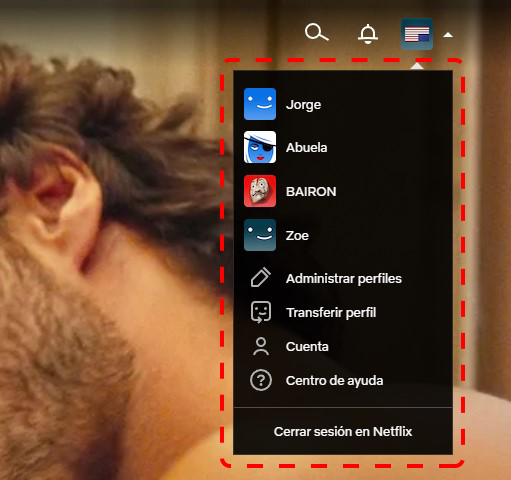 Jorge
Abuela
BAIRON
Zoe
Administrar perfiles
Transferir perfil
Cuenta
Centro de ayuda
Cerrar sesión en Netflix